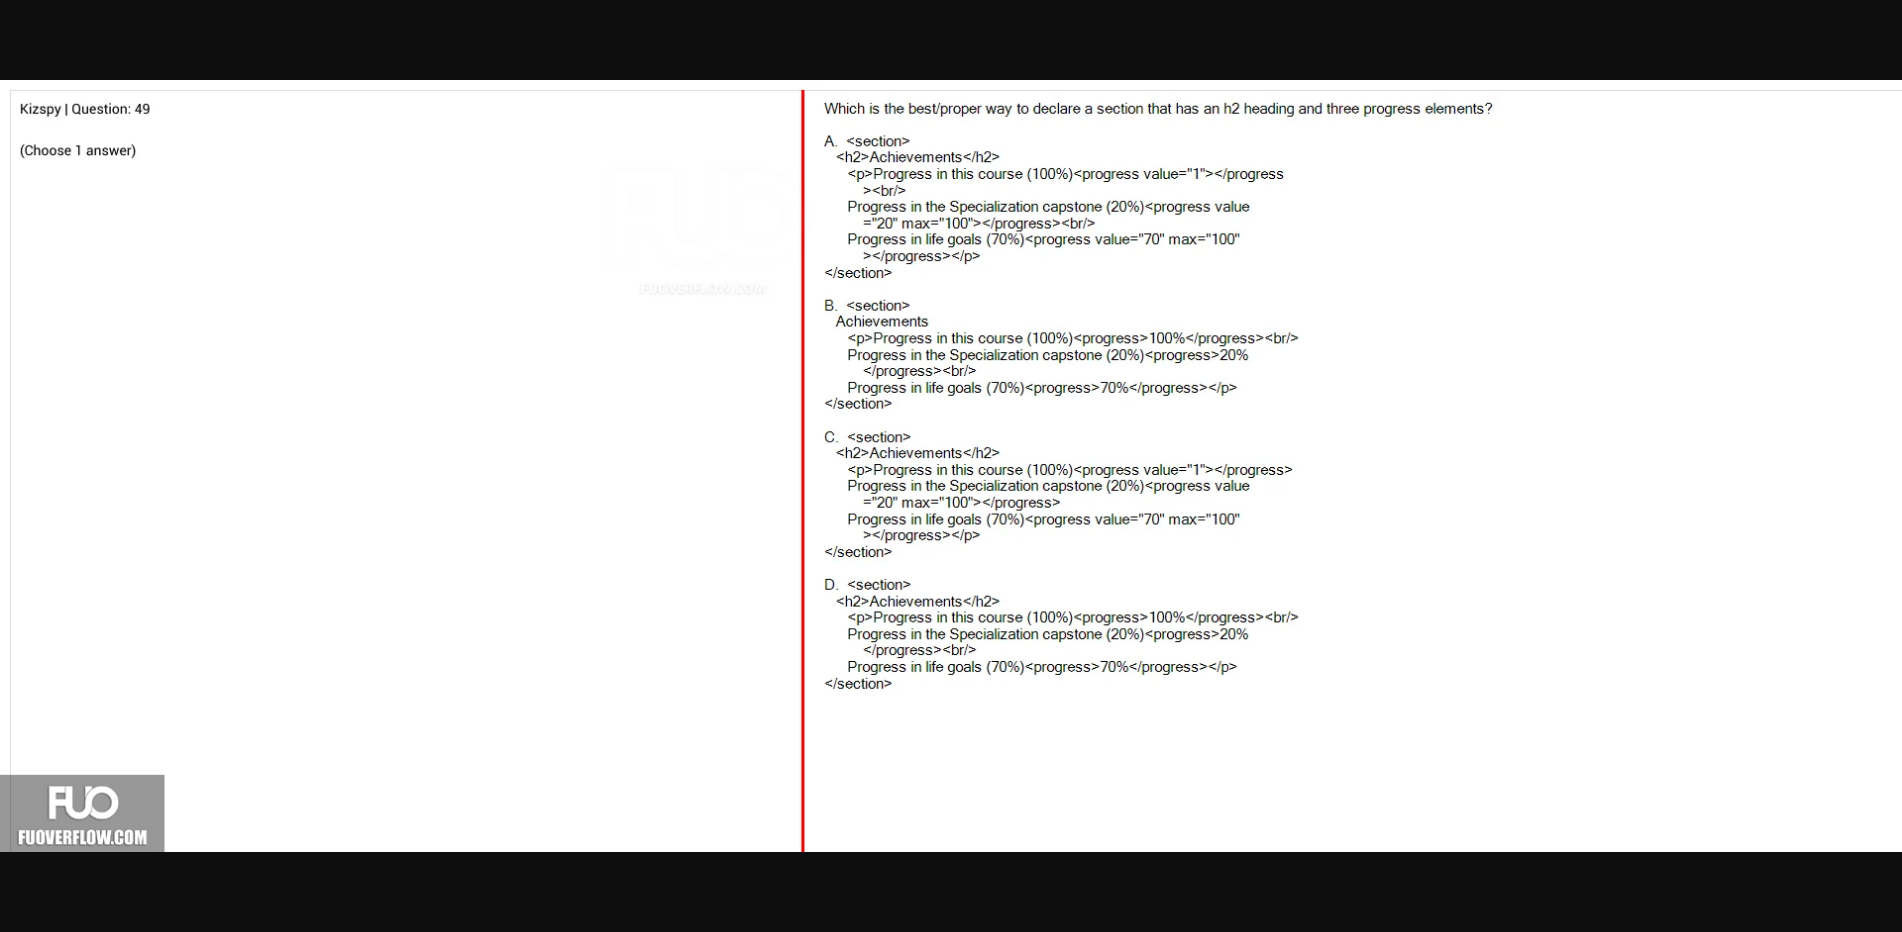 Kizspy | Question: 49
(Choose 1 answer)
FUO
FUOVERFLOW.COM
Which is the best/proper way to declare a section that has an h2 heading and three progress elements?
A. <section>
<h2>Achievements</h2>
<p>Progress in this course (100%)<progress value="1"></progress
><br/>
Progress in the Specialization capstone (20%)<progress value
="20" max="100"></progress><br/>
Progress in life goals (70%)<progress value="70" max="100"
></progress></p>
</section>
B. <section>
Achievements
<p>Progress in this course (100%)<progress>100%</progress><br/>
Progress in the Specialization capstone (20%)<progress>20%
</progress><br/>
Progress in life goals (70%)<progress>70%</progress></p>
</section>
C. <section>
<h2>Achievements</h2>
<p>Progress in this course (100%)<progress value="1"></progress>
Progress in the Specialization capstone (20%)<progress value
="20" max="100"></progress>
Progress in life goals (70%)<progress value="70" max="100"
></progress></p>
</section>
D. <section>
<h2>Achievements</h2>
<p>Progress in this course (100%)<progress>100%</progress><br/>
Progress in the Specialization capstone (20%)<progress>20%
</progress><br/>
Progress in life goals (70%)<progress>70%</progress></p>
</section>
FUO
FUOVERFLOW.COM